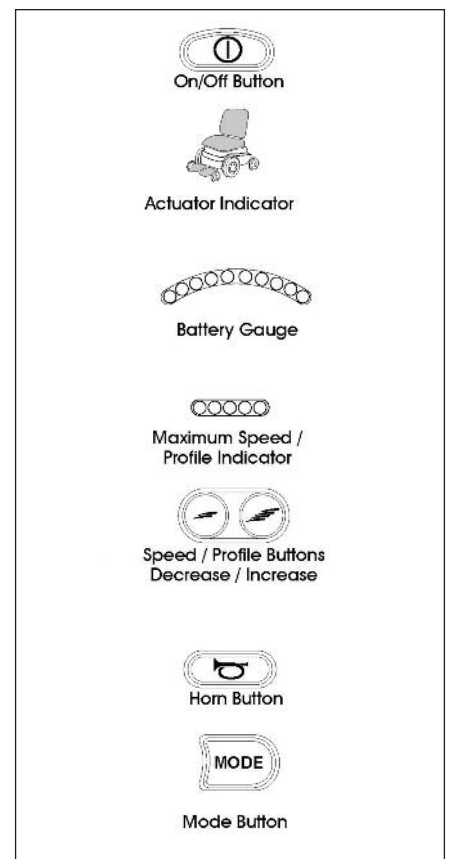 On/Off Button
Actuator Indicator
Battery Gauge
Maximum Speed /
Profile Indicator
Speed / Profile Buttons
Decrease / Increase
Horn Button
MODE
Mode Button